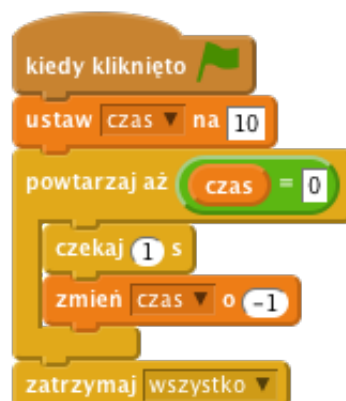 kiedy kliknięto
ustaw czas na 10
powtarzaj aż czas = 0
czekaj 1 s
zmień czas o -1
zatrzymaj wszystko